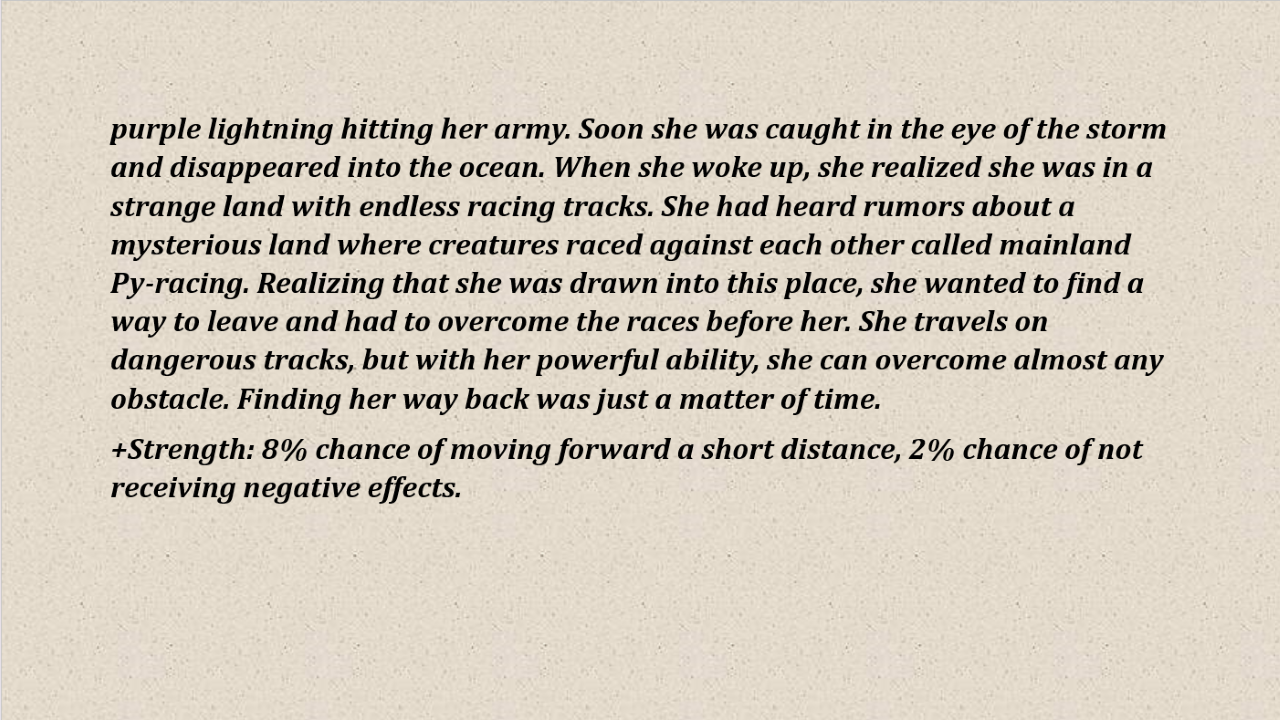 purple lightning hitting her army. Soon she was caught in the eye of the storm
and disappeared into the ocean. When she woke up, she realized she was in a
strange land with endless racing tracks. She had heard rumors about a
mysterious land where creatures raced against each other called mainland
Py-racing. Realizing that she was drawn into this place, she wanted to find a
way to leave and had to overcome the races before her. She travels on
dangerous tracks, but with her powerful ability, she can overcome almost any
obstacle. Finding her way back was just a matter of time.
+Strength: 8% chance of moving forward a short distance, 2% chance of not
receiving negative effects.